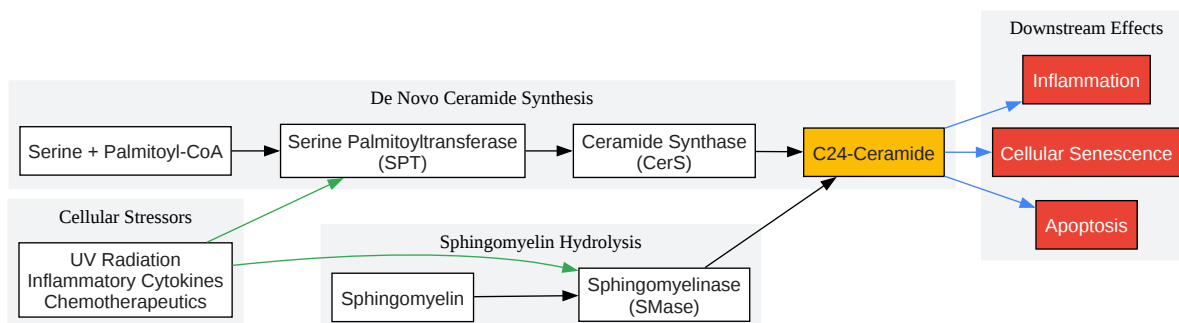 Downstream Effects
Inflammation
De Novo Ceramide Synthesis
Serine + Palmitoyl-CoA
Serine Palmitoyltransferase
(SPT)
Ceramide Synthase
(CerS)
C24-Ceramide
Cellular Senescence
Apoptosis
Cellular Stressors
UV Radiation
Inflammatory Cytokines
Chemotherapeutics
Sphingomyelin Hydrolysis
Sphingomyelin
Sphingomyelinase
(SMase)